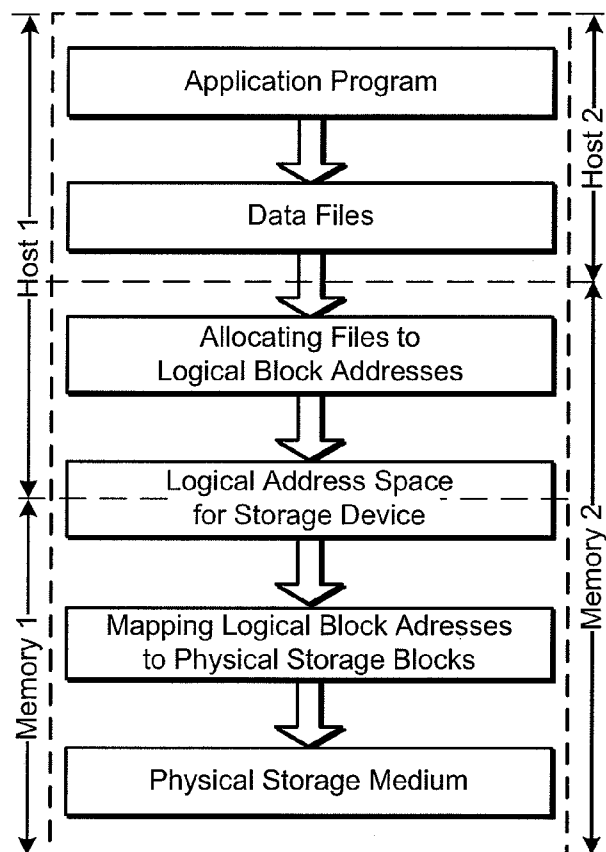 Application Program
Data Files
Allocating Files to
Logical Block Addresses
Logical Address Space
for Storage Device
Mapping Logical Block Adresses
to Physical Storage Blocks
Physical Storage Medium
Host 1
Memory 1
Host 2
Memory 2